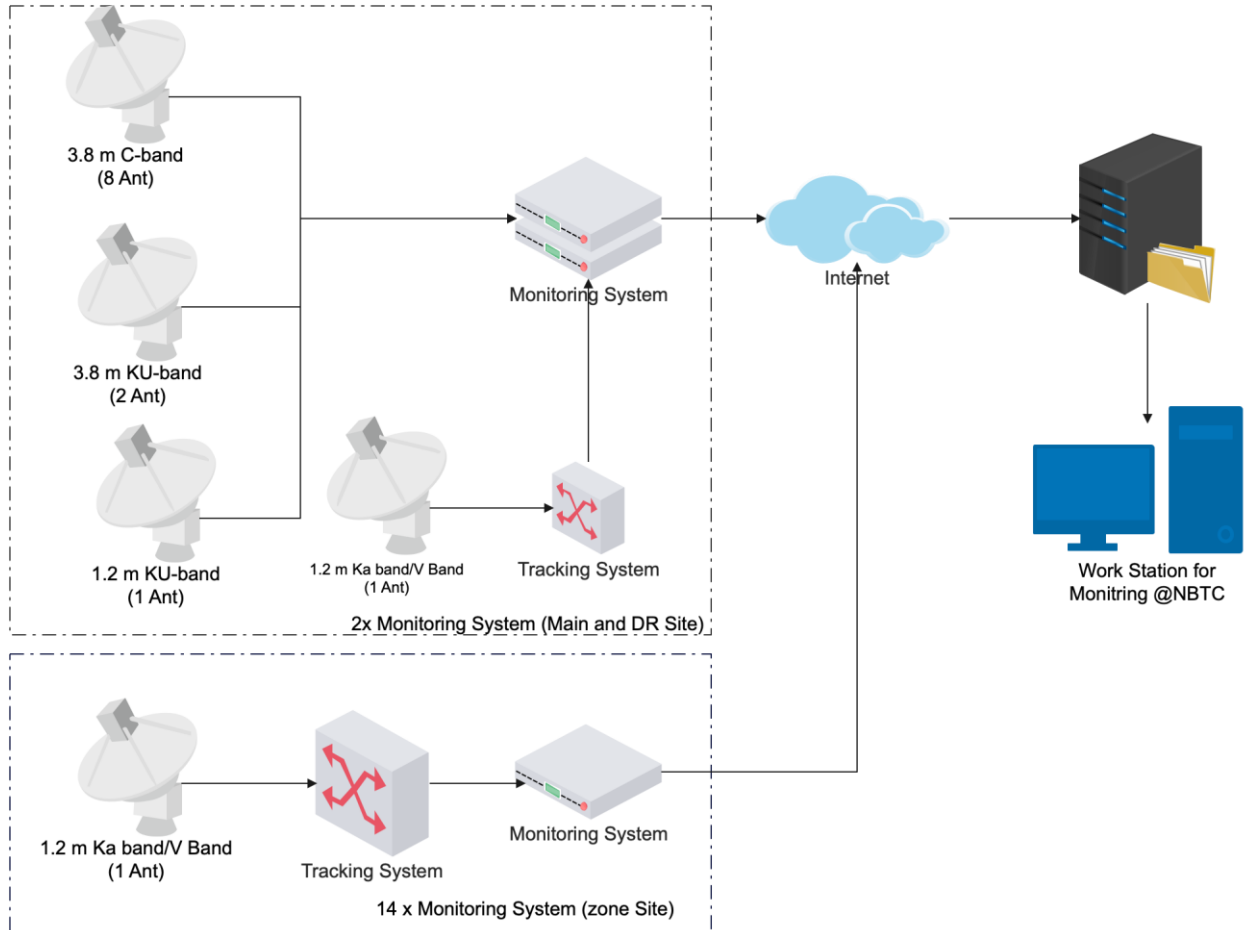 3.8 m C-band
(8 Ant)
3.8 m KU-band
(2 Ant)
1.2 m KU-band
(1 Ant)
1.2 m Ka band/V Band
(1 Ant)
Tracking System
Monitoring System
2x Monitoring System (Main and DR Site)
Internet
Work Station for
Monitring @NBTC
1.2 m Ka band/V Band
(1 Ant)
Tracking System
Monitoring System
14 x Monitoring System (zone Site)